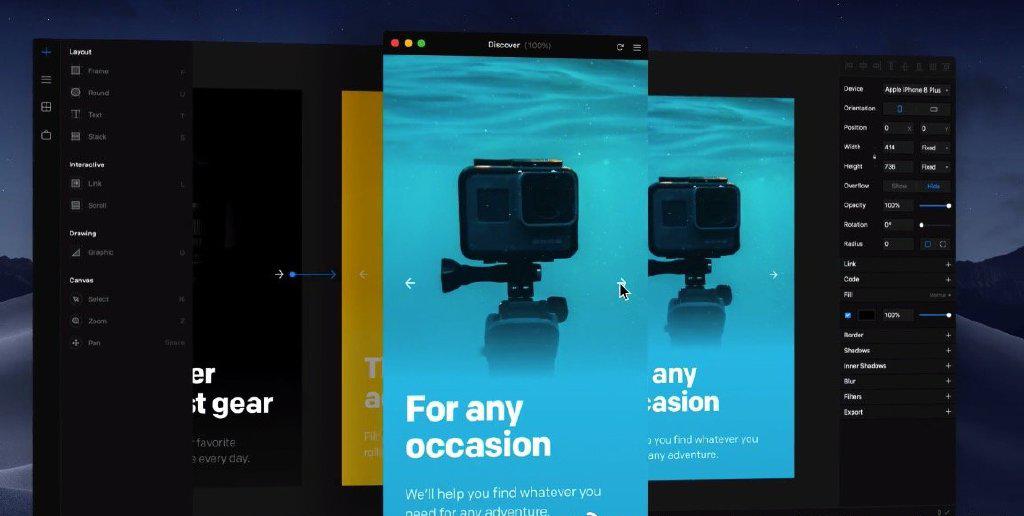 Discover (100%)
Layout
Frame F
Round O
Text T
Stack S
Interactive
Link L
Scroll
Drawing
Graphic G
Canvas
Select
Zoom Z
Pan Space
er
st gear
favorite
every day.
For any
occasion
We'll help you find whatever you
need for any adventure.
any
casion
you find whatever you
any adventure.
Device Apple iPhone 8 Plus
Orientation
Position 0 X 0 Y
Width 414 Fixed
Height 736 Fixed
Overflow Show Hide
Opacity 100%
Rotation 0°
Radius 0
Link +
Code +
Fill
100%
Border +
Shadows +
Inner Shadows +
Blur +
Filters +
Export +